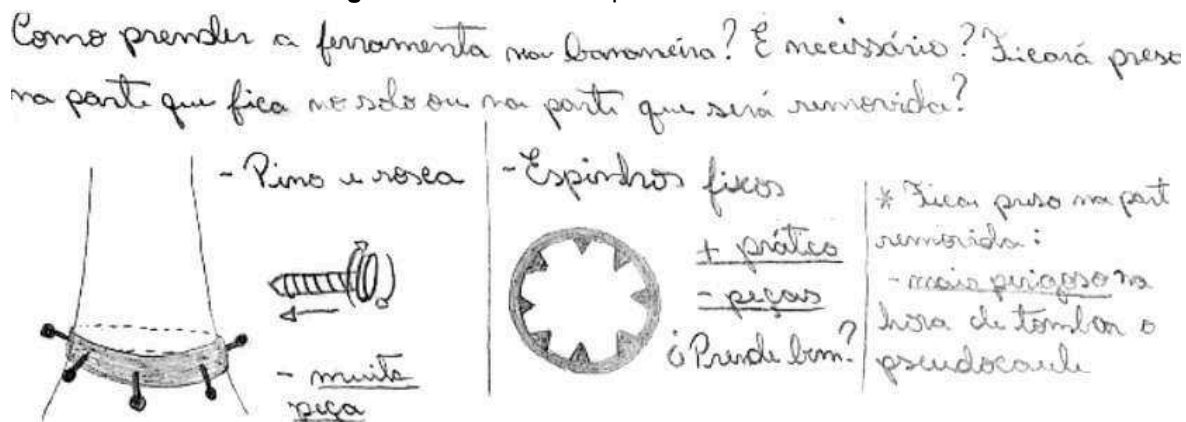 Como prender a ferramenta na bananeira? É necessário? Ficará preso
na parte que fica no solo ou na parte que será removida?
- Pino e rosca
- muita
peça
- Espinhos fixos
+ prático
- peças
¿Prende bem?
* Ficar preso na part
removida:
- mais perigoso na
hora de tombar o
pseudocaule